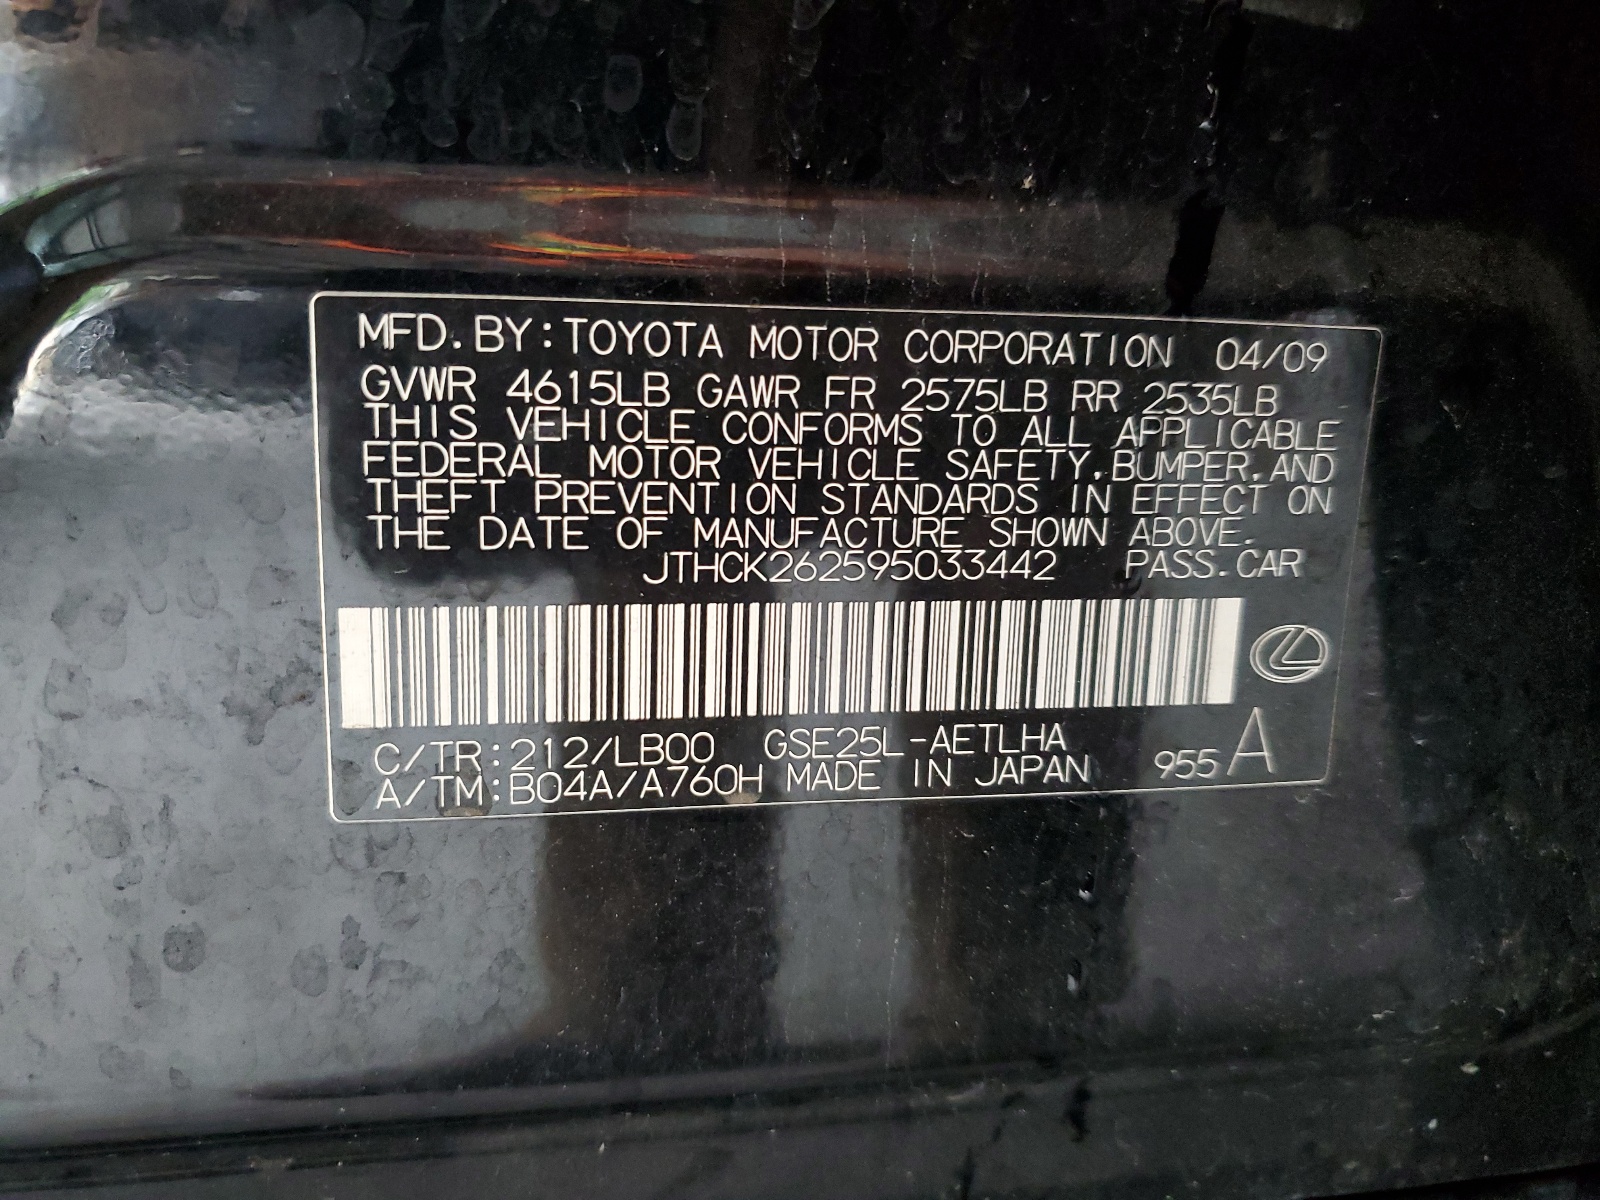 MFD. BY: TOYOTA MOTOR CORPORATION 04/09
GVWR 4615LB GAWR FR 2575LB RR 2535LB
THIS VEHICLE CONFORMS TO ALL APPLICABLE
FEDERAL MOTOR VEHICLE SAFETY, BUMPER, AND
THEFT PREVENTION STANDARDS IN EFFECT ON
THE DATE OF MANUFACTURE SHOWN ABOVE.
JTHCK262595033442 PASS. CAR
C/TR: 212/LB00 GSE25L-AETLHA
A/TM: B04A/A760H MADE IN JAPAN 955 A